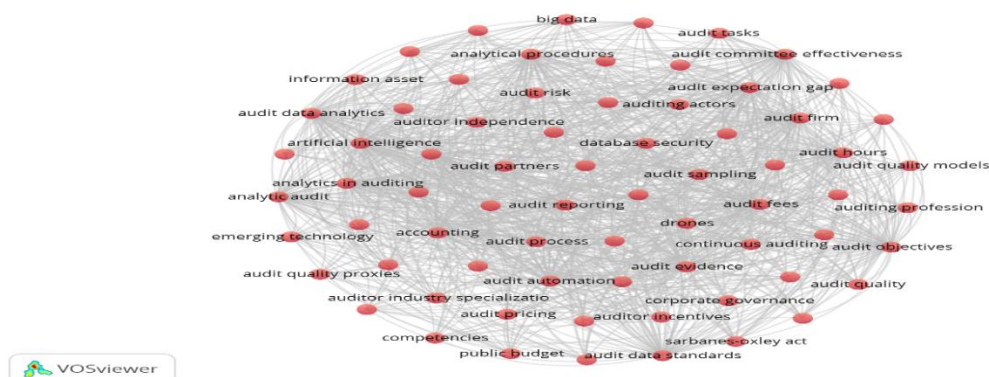 big data
audit tasks
analytical procedures
audit committee effectiveness
information asset
audit expectation gap
audit risk
auditing actors
audit data analytics
auditor independence
audit firm
artificial intelligence
database security
audit hours
audit partners
audit quality models
audit sampling
analytics in auditing
analytic audit
audit reporting
audit fees
auditing profession
drones
emerging technology
accounting
audit process
continuous auditing
audit objectives
audit quality proxies
audit evidence
audit automation
audit quality
auditor industry specializatio
corporate governance
audit pricing
auditor incentives
competencies
sarbanes-oxley act
public budget
audit data standards
VOSviewer